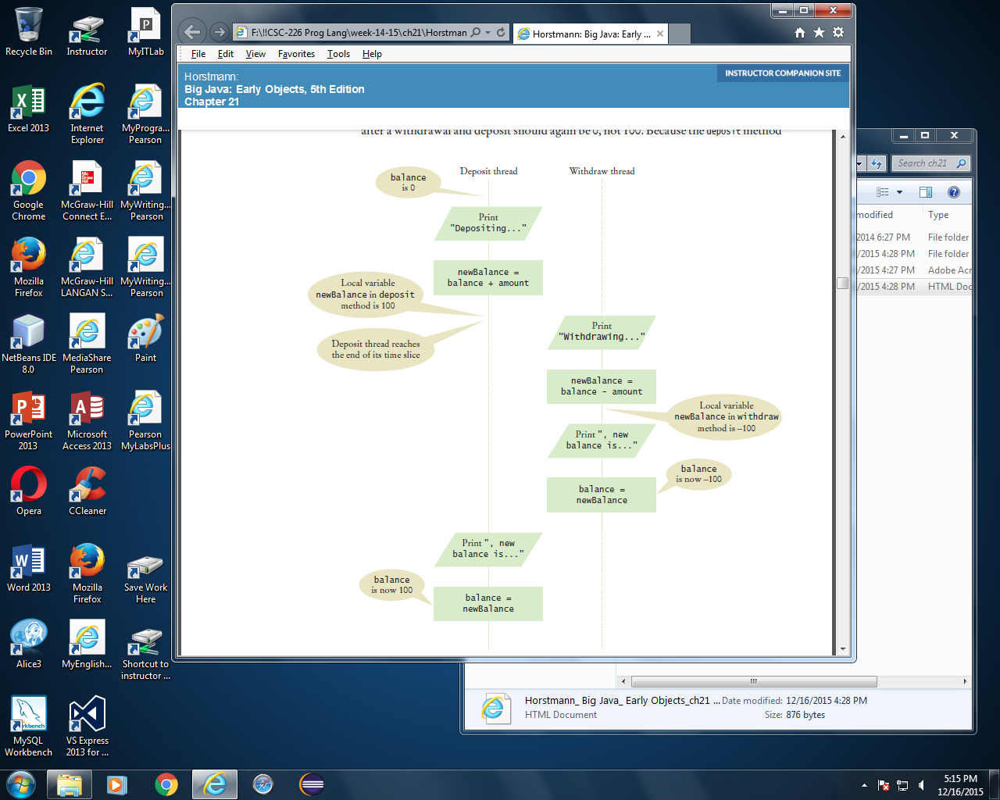 Recycle Bin
Instructor
MyITLab
Excel 2013
Internet
Explorer
MyProgra...
Pearson
Google
Chrome
McGraw-Hill
Connect E...
MyWriting...
Pearson
Mozilla
Firefox
McGraw-Hill
LANGAN S...
MyWriting...
Pearson
NetBeans IDE
8.0
MediaShare
Pearson
Paint
PowerPoint
2013
Microsoft
Access 2013
Pearson
MyLabsPlus
Opera
CCleaner
Word 2013
Mozilla
Firefox
Save Work
Here
Alice3
MyEnglish...
Shortcut to
instructor ...
MySQL
Workbench
VS Express
2013 for ...
F:\!!CSC-226 Prog Lang\week-14-15\ch21\Horstman
Horstmann: Big Java: Early ...
File Edit View Favorites Tools Help
Horstmann:
Big Java: Early Objects, 5th Edition
Chapter 21
INSTRUCTOR COMPANION SITE
after a withdrawal and deposit should again be 0, not 100. Because the deposit method
Deposit thread
Withdraw thread
balance
is 0
Print
"Depositing..."
newBalance =
balance + amount
Local variable
newBalance in deposit
method is 100
Deposit thread reaches
the end of its time slice
Print
"Withdrawing..."
newBalance =
balance - amount
Local variable
newBalance in withdraw
method is –100
Print ", new
balance is..."
balance
is now –100
balance =
newBalance
Print ", new
balance is..."
balance
is now 100
balance =
newBalance
Search ch21
modified Type
2014 6:27 PM File folder
/2015 4:28 PM File folder
/2015 4:27 PM Adobe Acr
/2015 4:28 PM HTML Doc
Horstmann_ Big Java_ Early Objects_ch21 ... Date modified: 12/16/2015 4:28 PM
HTML Document Size: 876 bytes
5:15 PM
12/16/2015